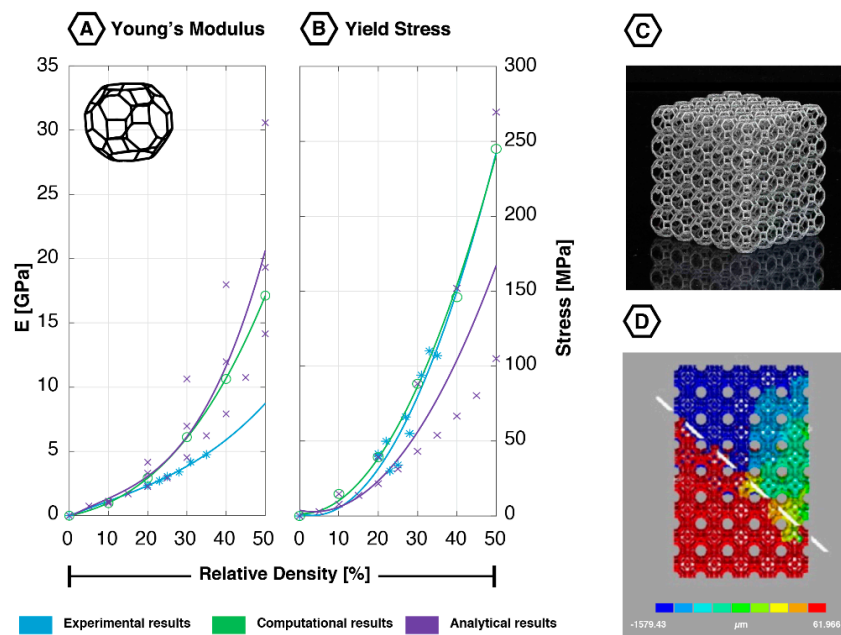 A Young's Modulus
B Yield Stress
C
35
30
25
20
15
10
5
0
E [GPa]
300
250
200
150
100
50
0
Stress [MPa]
0 10 20 30 40 50
0 10 20 30 40 50
Relative Density [%]
D
-1579.43 µm 61.966
Experimental results
Computational results
Analytical results